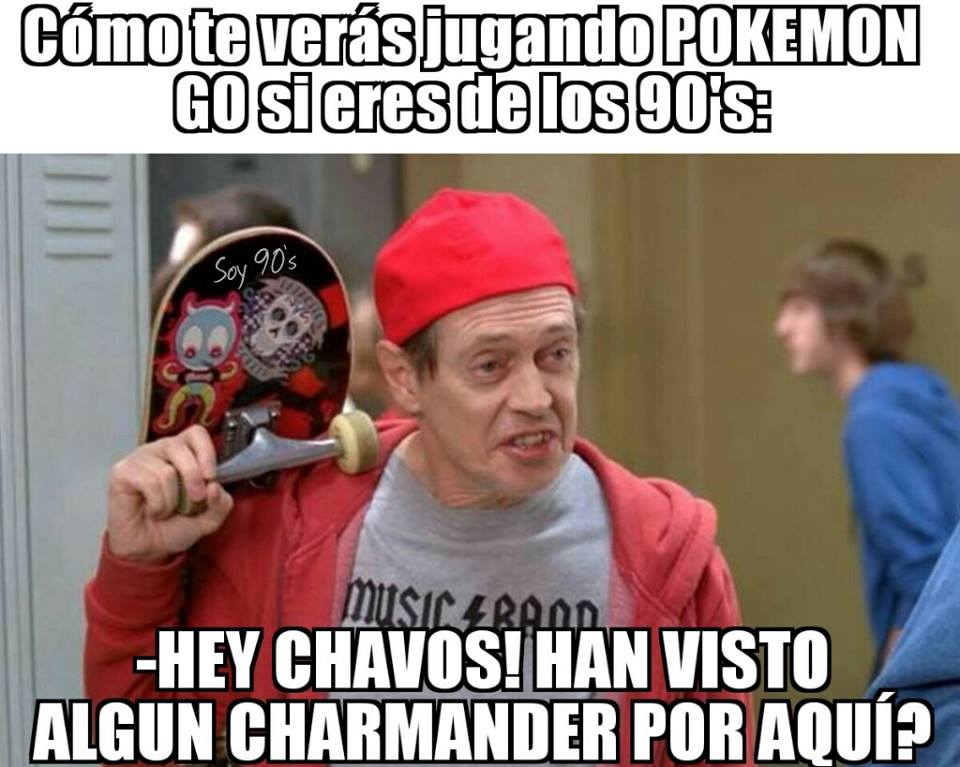 Cómo te verás jugando POKEMON
GO si eres de los 90's:
Soy 90's
MUSIC BAND
-HEY CHAVOS! HAN VISTO
ALGUN CHARMANDER POR AQUÍ?